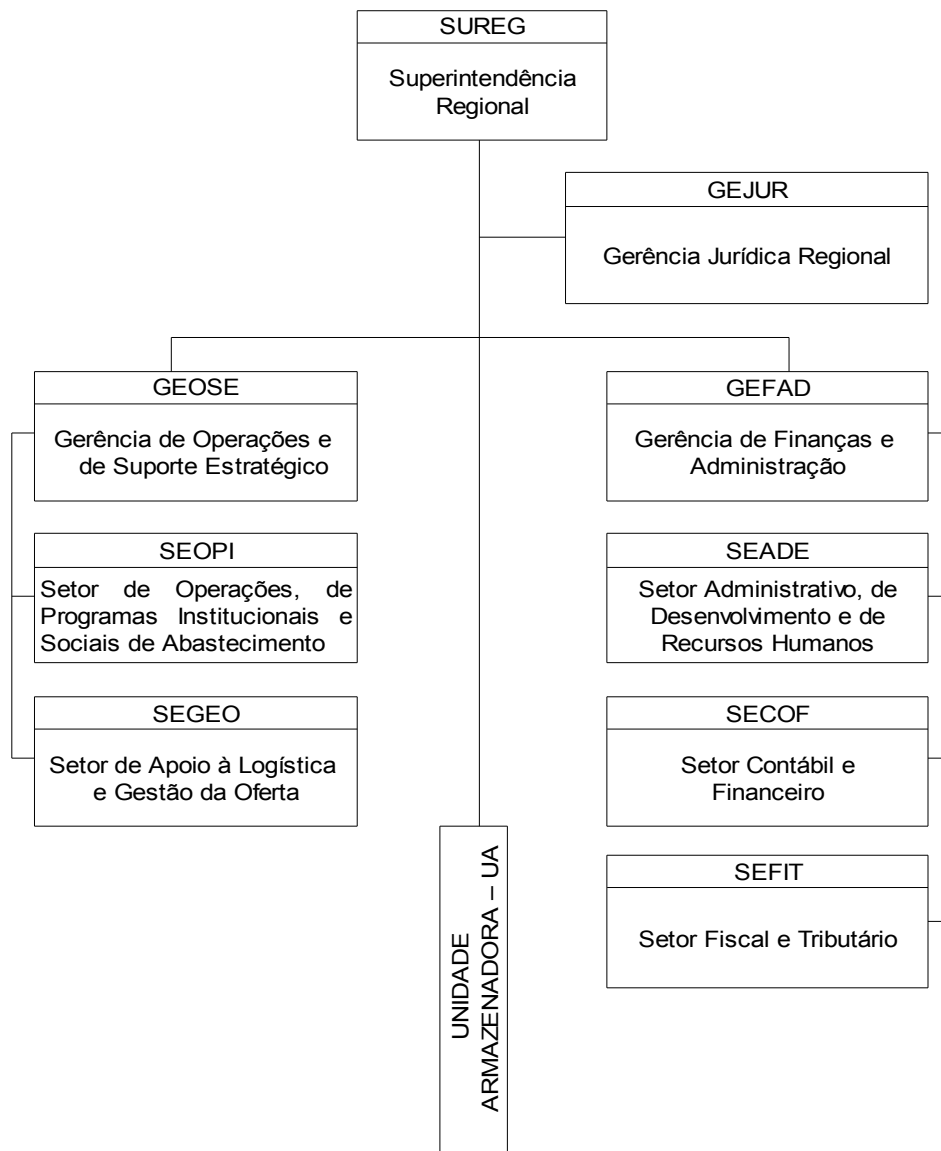 SUREG
Superintendência
Regional
GEJUR
Gerência Jurídica Regional
GEOSE
Gerência de Operações e
de Suporte Estratégico
SEOPI
Setor de Operações, de
Programas Institucionais e
Sociais de Abastecimento
SEGEO
Setor de Apoio à Logística
e Gestão da Oferta
GEFAD
Gerência de Finanças e
Administração
SEADE
Setor Administrativo, de
Desenvolvimento e de
Recursos Humanos
SECOF
Setor Contábil e
Financeiro
SEFIT
Setor Fiscal e Tributário
UNIDADE
ARMAZENADORA – UA